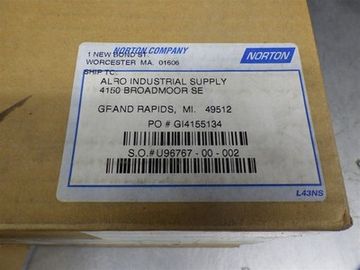 NORTON COMPANY
1 NEW BOND ST.
WORCESTER MA. 01606
NORTON
SHIP TO:
ALRO INDUSTRIAL SUPPLY
4150 BROADMOOR SE
GRAND RAPIDS, MI. 49512
PO # GI4155134
S.O.# U96767 - 00 - 002
L43NS